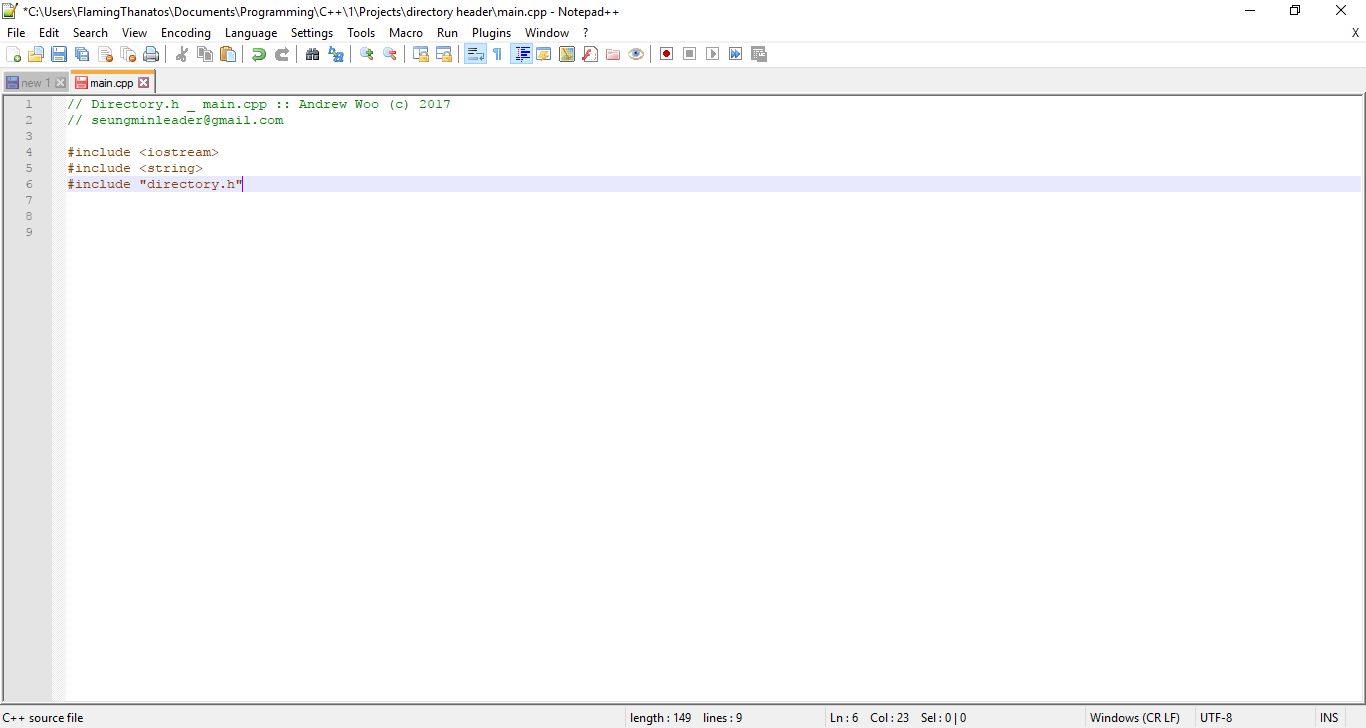 *C:\Users\FlamingThanatos\Documents\Programming\C++\1\Projects\directory header\main.cpp - Notepad++
File Edit Search View Encoding Language Settings Tools Macro Run Plugins Window ? X
new 1 main.cpp
1 // Directory.h _ main.cpp :: Andrew Woo (c) 2017
2 // seungminleader@gmail.com
3
4 #include <iostream>
5 #include <string>
6 #include "directory.h"
7
8
9
C++ source file length : 149 lines : 9 Ln : 6 Col : 23 Sel : 0 | 0 Windows (CR LF) UTF-8 INS